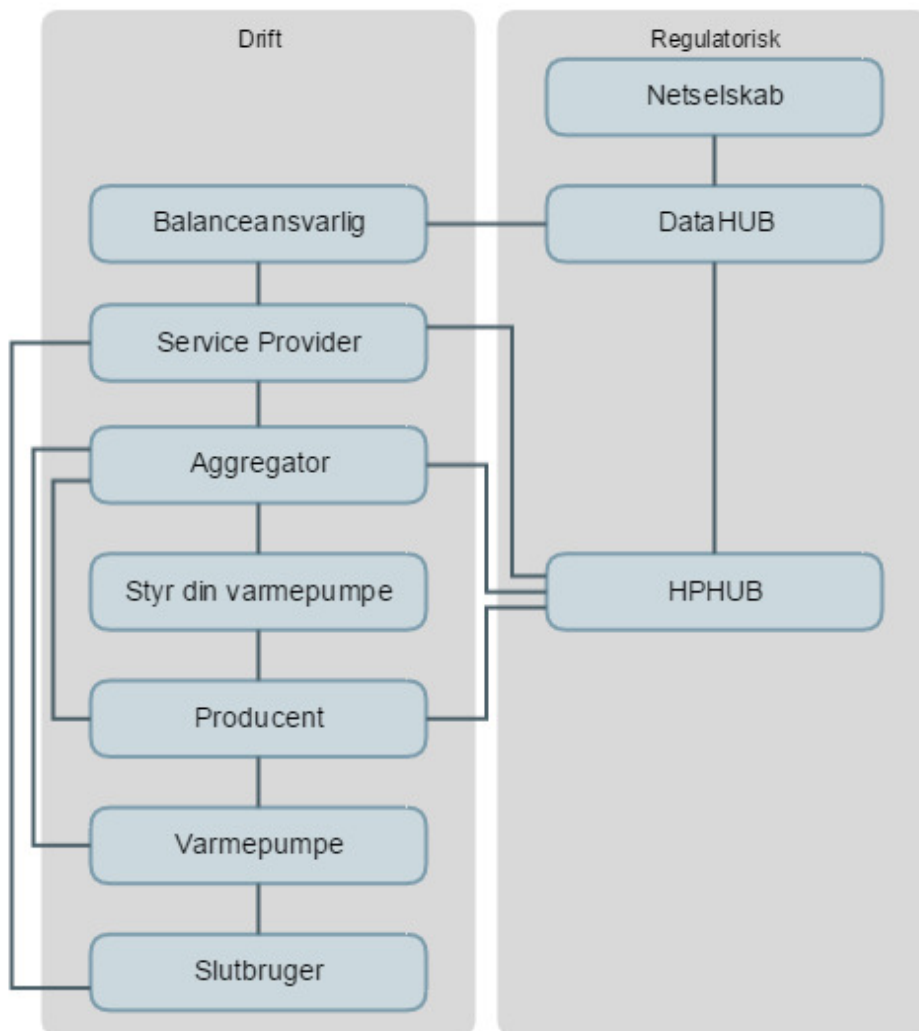 Drift
Balanceansvarlig
Service Provider
Aggregator
Styr din varmepumpe
Producent
Varmepumpe
Slutbruger
Regulatorisk
Netselskab
DataHUB
HPHUB